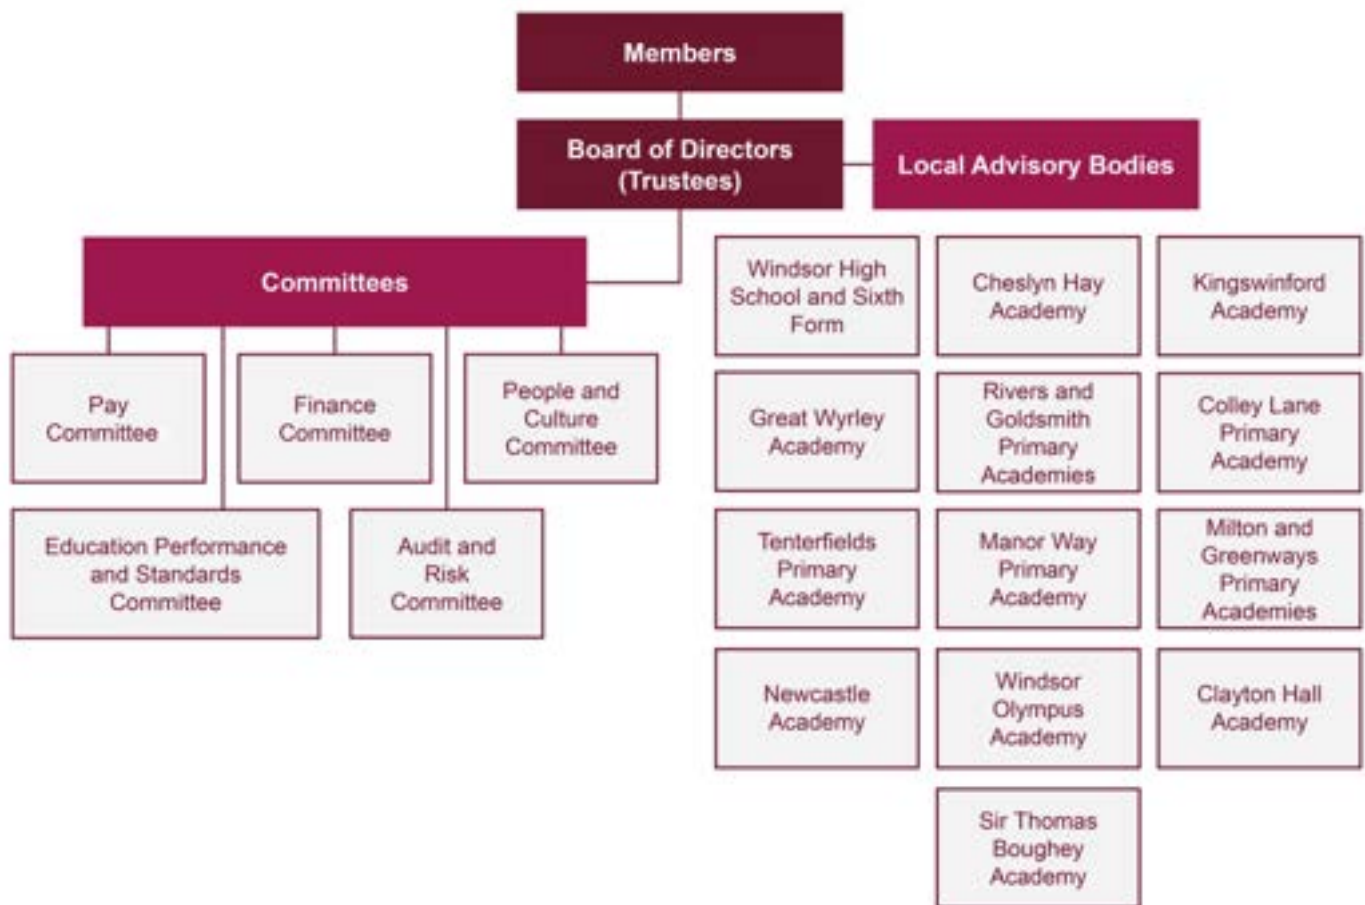 Members
Board of Directors
(Trustees)
Local Advisory Bodies
Committees
Pay
Committee
Finance
Committee
People and
Culture
Committee
Education Performance
and Standards
Committee
Audit and
Risk
Committee
Windsor High
School and Sixth
Form
Cheslyn Hay
Academy
Kingswinford
Academy
Great Wyrley
Academy
Rivers and
Goldsmith
Primary
Academies
Colley Lane
Primary
Academy
Tenterfields
Primary
Academy
Manor Way
Primary
Academy
Milton and
Greenways
Primary
Academies
Newcastle
Academy
Windsor
Olympus
Academy
Clayton Hall
Academy
Sir Thomas
Boughey
Academy